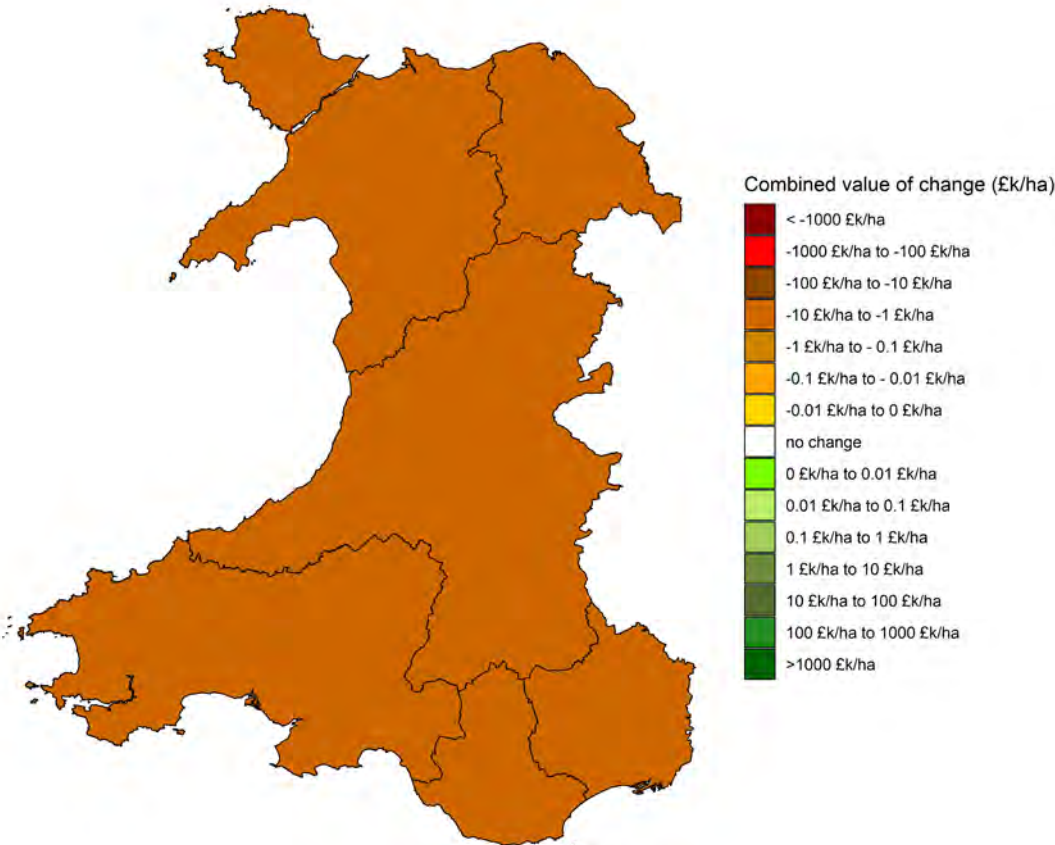 Combined value of change (£k/ha)
< -1000 £k/ha
-1000 £k/ha to -100 £k/ha
-100 £k/ha to -10 £k/ha
-10 £k/ha to -1 £k/ha
-1 £k/ha to - 0.1 £k/ha
-0.1 £k/ha to - 0.01 £k/ha
-0.01 £k/ha to 0 £k/ha
no change
0 £k/ha to 0.01 £k/ha
0.01 £k/ha to 0.1 £k/ha
0.1 £k/ha to 1 £k/ha
1 £k/ha to 10 £k/ha
10 £k/ha to 100 £k/ha
100 £k/ha to 1000 £k/ha
>1000 £k/ha